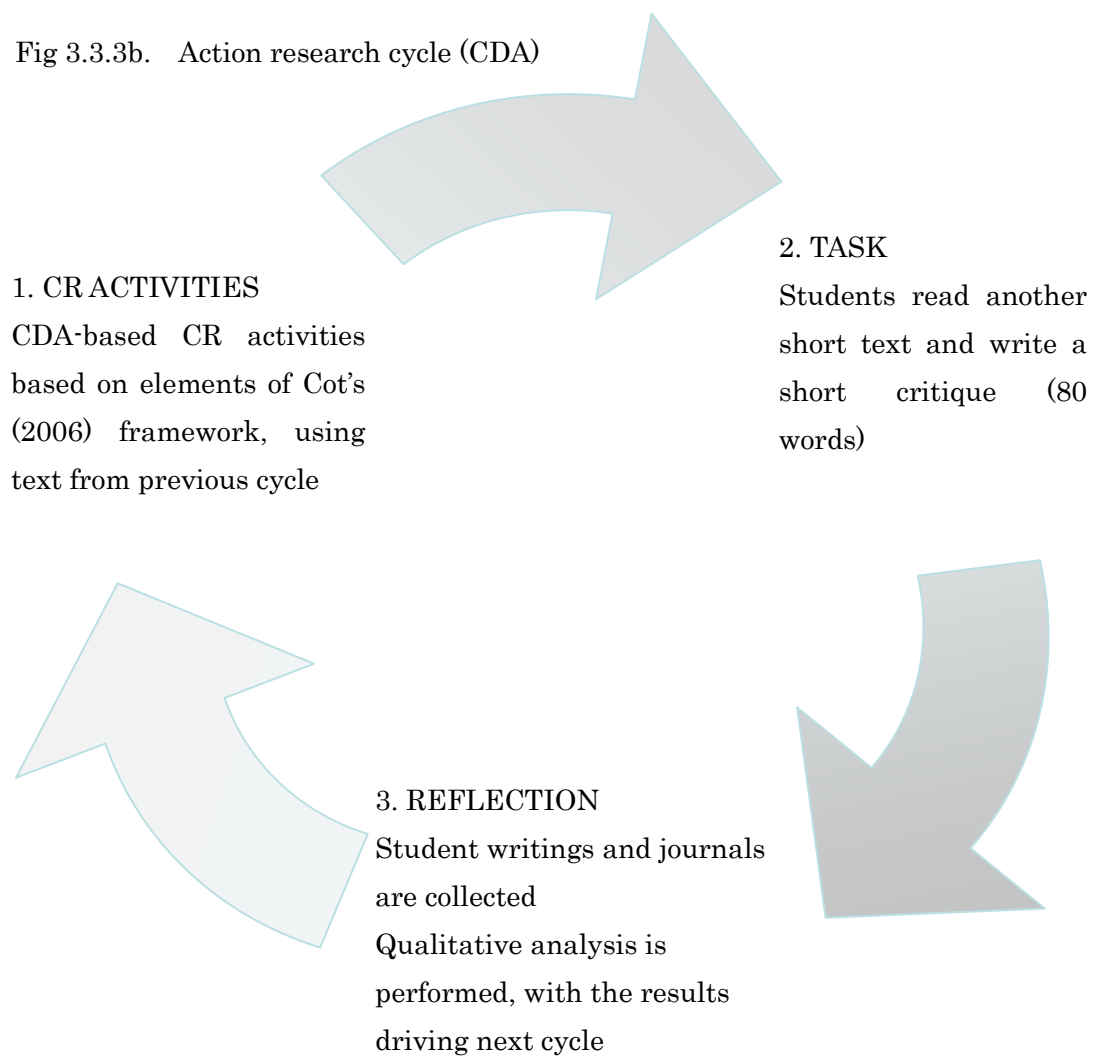 Fig 3.3.3b. Action research cycle (CDA)
1. CR ACTIVITIES
CDA-based CR activities
based on elements of Cot’s
(2006) framework, using
text from previous cycle
2. TASK
Students read another
short text and write a
short critique (80
words)
3. REFLECTION
Student writings and journals
are collected
Qualitative analysis is
performed, with the results
driving next cycle